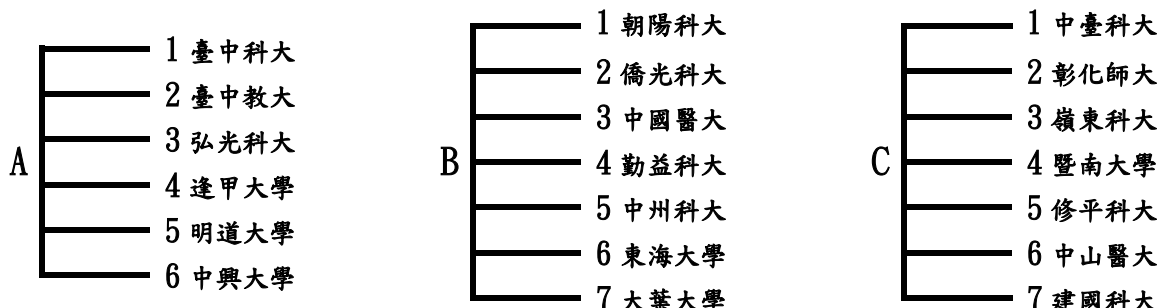 A
1 臺中科大
2 臺中教大
3 弘光科大
4 逢甲大學
5 明道大學
6 中興大學
B
1 朝陽科大
2 僑光科大
3 中國醫大
4 勤益科大
5 中州科大
6 東海大學
7 大葉大學
C
1 中臺科大
2 彰化師大
3 嶺東科大
4 暨南大學
5 修平科大
6 中山醫大
7 建國科大